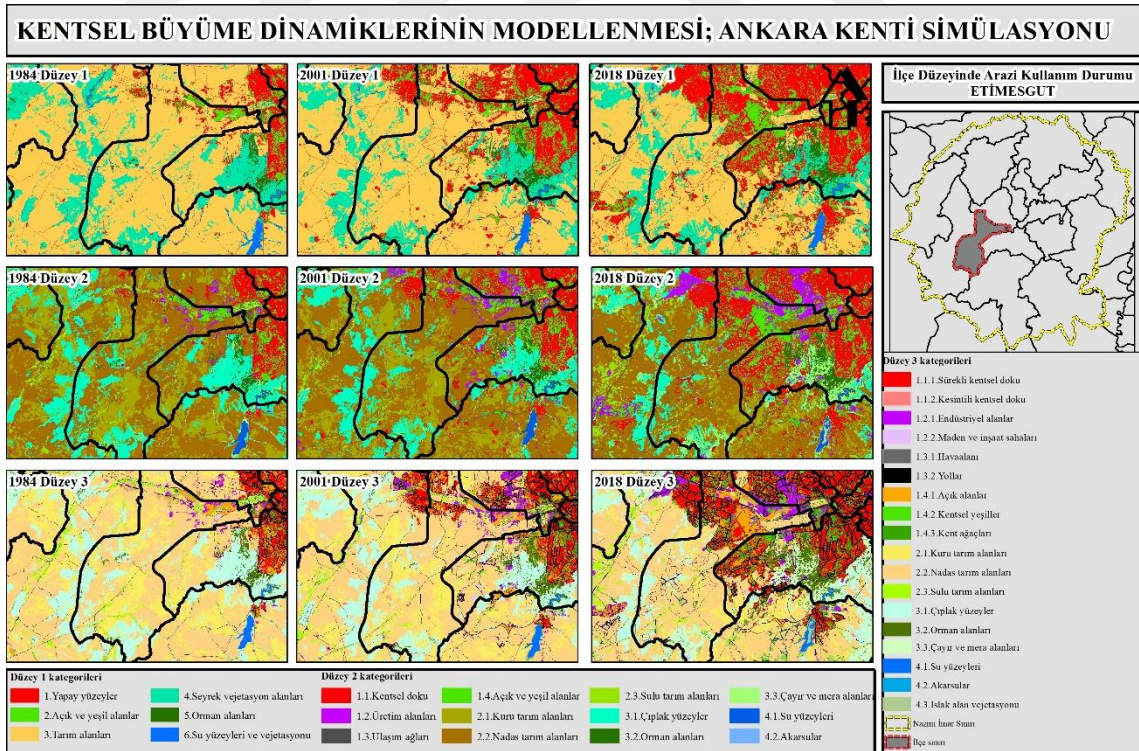 KENTSEL BÜYÜME DİNAMİKLERİNİN MODELLENMESİ; ANKARA KENTİ SİMÜLASYONU
1984 Düzey 1
2001 Düzey 1
2018 Düzey 1
İlçe Düzeyinde Arazi Kullanım Durumu
ETİMESGUT
1984 Düzey 2
2001 Düzey 2
2018 Düzey 2
1984 Düzey 3
2001 Düzey 3
2018 Düzey 3
Düzey 3 kategorileri
1.1.1.Sürekli kentsel doku
1.1.2.Kesintili kentsel doku
1.2.1.Endüstriyel alanlar
1.2.2.Maden ve inşaat sahaları
1.3.1.Havaalanı
1.3.2.Yollar
1.4.1.Açık alanlar
1.4.2.Kentsel yeşiller
1.4.3.Kent ağaçları
2.1.Kuru tarım alanları
2.2.Nadas tarım alanları
2.3.Sulu tarım alanları
3.1.Çıplak yüzeyler
3.2.Orman alanları
3.3.Çayır ve mera alanları
4.1.Su yüzeyleri
4.2.Akarsular
4.3.Islak alan vejetasyonu
Nazım İmar Sınırı
İlçe sınırı
Düzey 1 kategorileri
1.Yapay yüzeyler
2.Açık ve yeşil alanlar
3.Tarım alanları
4.Seyrek vejetasyon alanları
5.Orman alanları
6.Su yüzeyleri ve vejetasyonu
Düzey 2 kategorileri
1.1.Kentsel doku
1.2.Üretim alanları
1.3.Ulaşım ağları
1.4.Açık ve yeşil alanlar
2.1.Kuru tarım alanları
2.2.Nadas tarım alanları
2.3.Sulu tarım alanları
3.1.Çıplak yüzeyler
3.2.Orman alanları
3.3.Çayır ve mera alanları
4.1.Su yüzeyleri
4.2.Akarsular